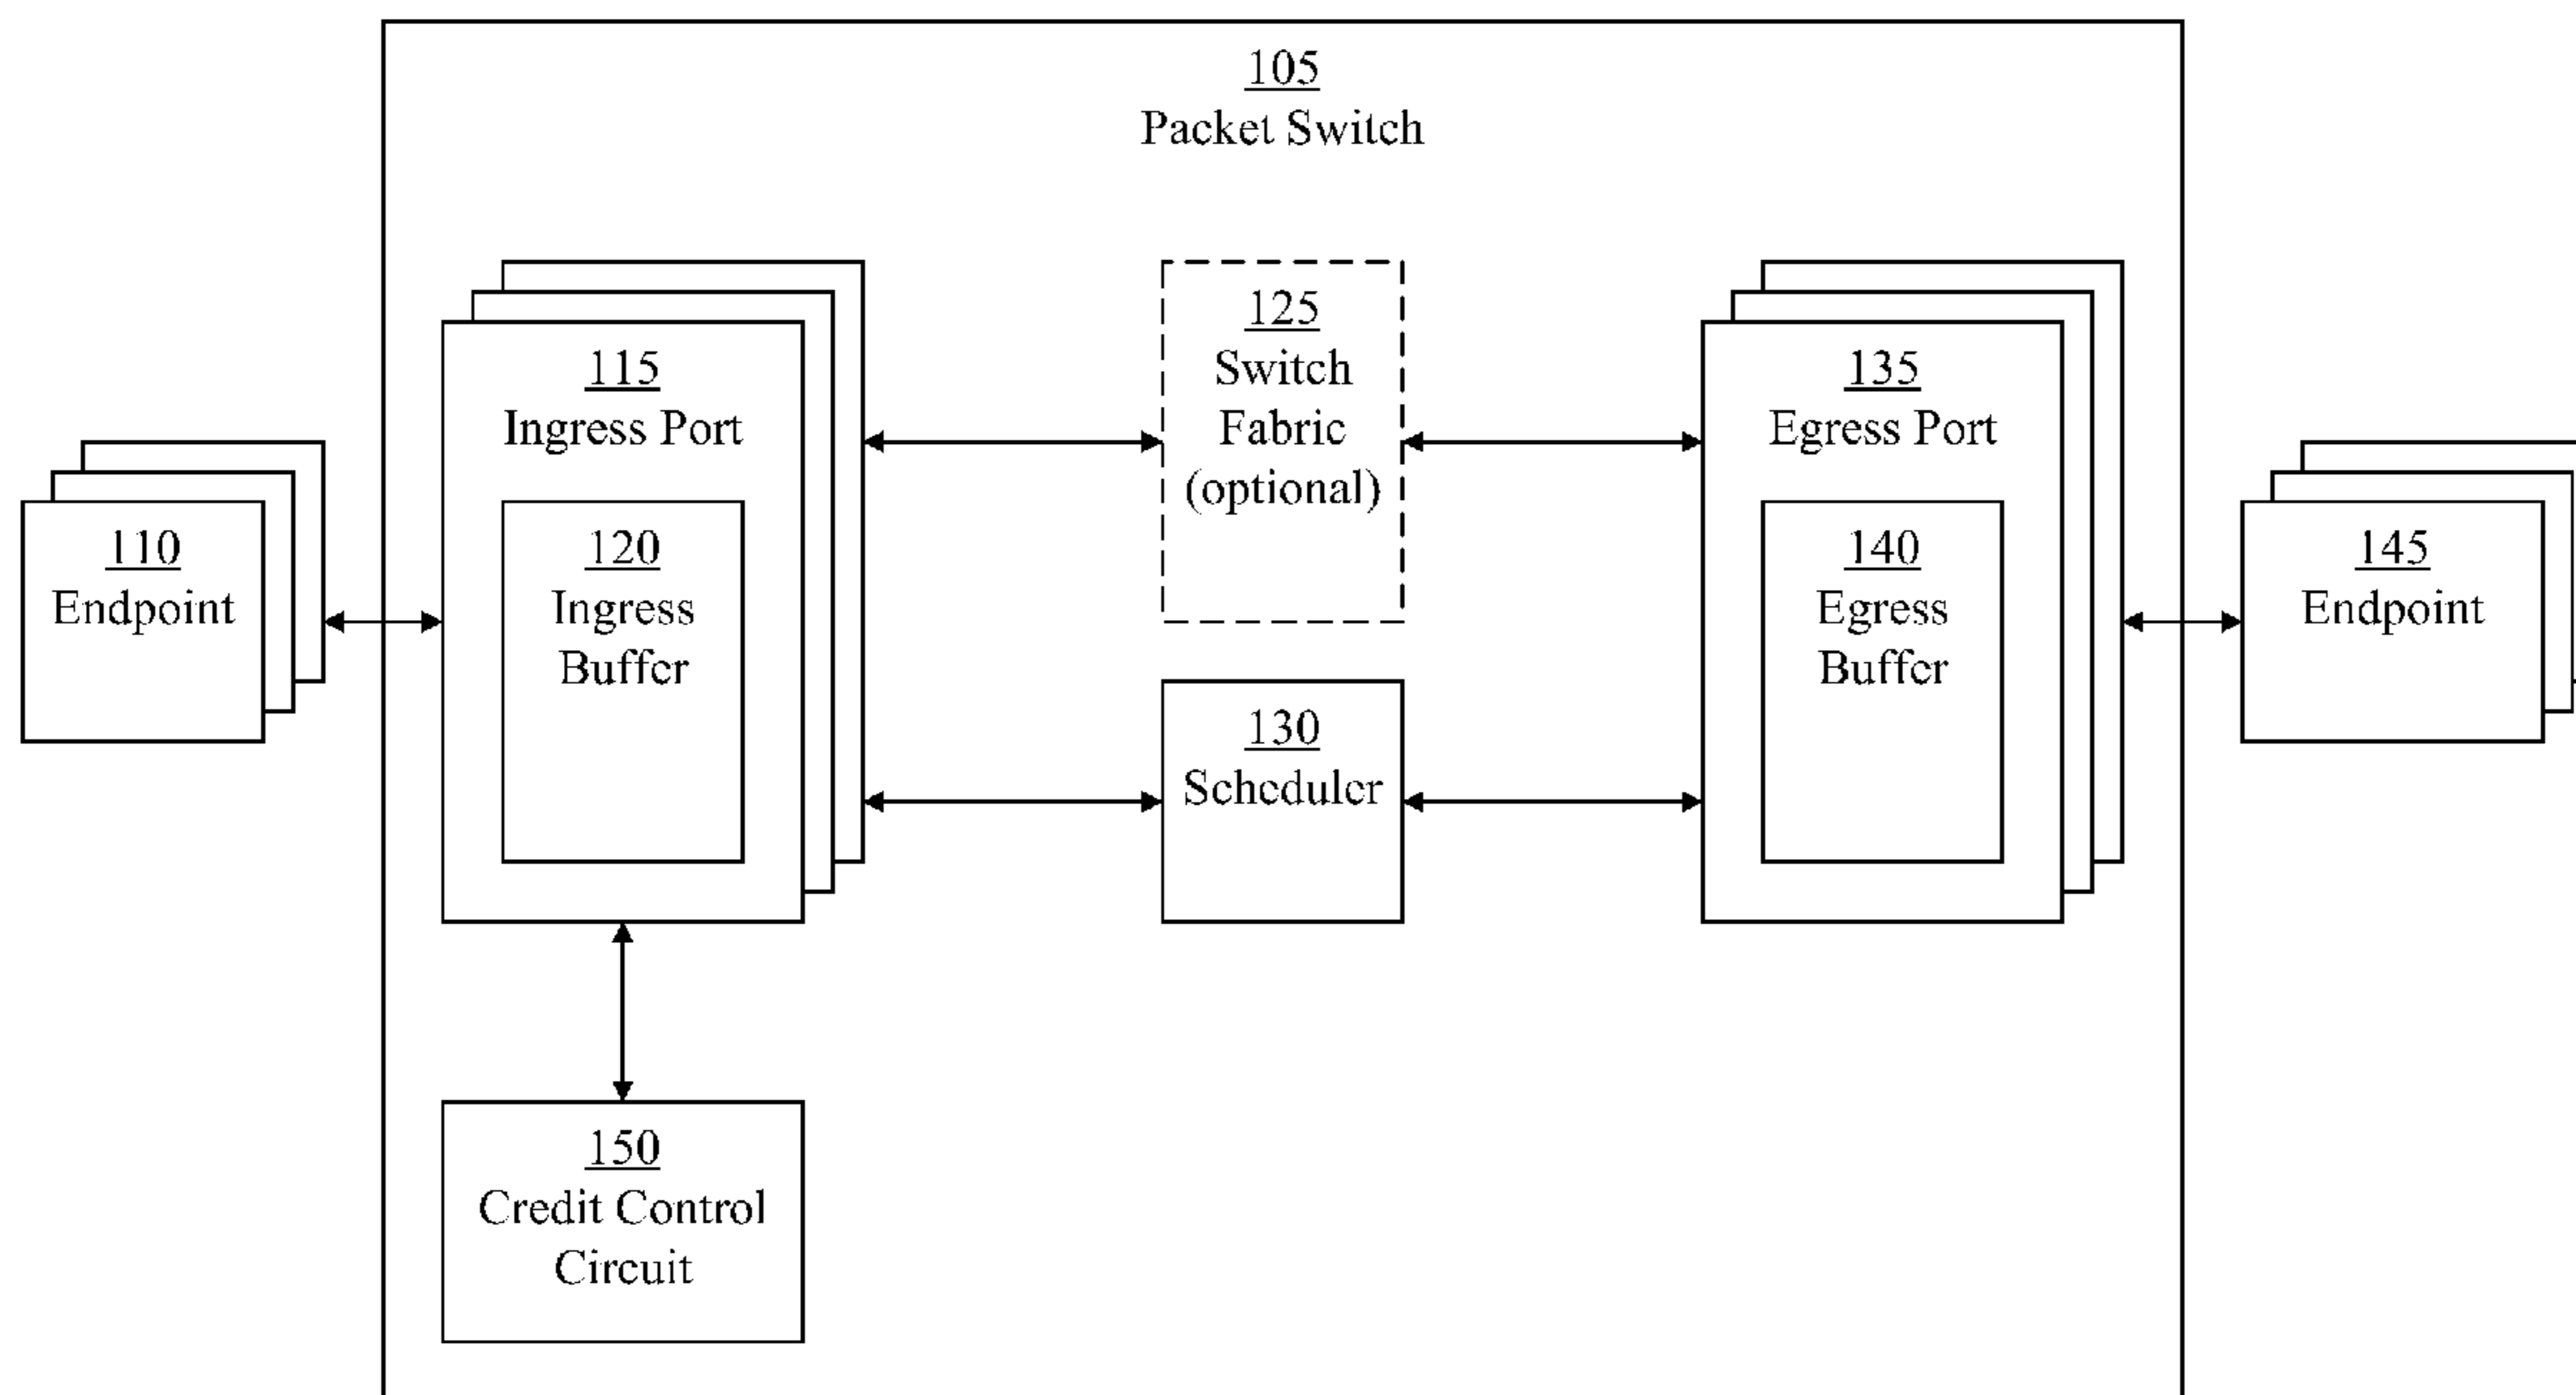 105
Packet Switch
115
Ingress Port
120
Ingress
Buffer
125
Switch
Fabric
(optional)
130
Scheduler
135
Egress Port
140
Egress
Buffer
110
Endpoint
145
Endpoint
150
Credit Control
Circuit